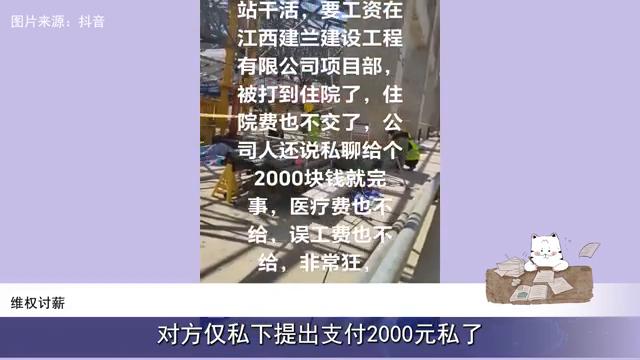 图片来源：抖音
站干活，要工资在
江西建兰建设工程
有限公司项目部，
被打到住院了，住
院费也不交了，公
司人还说私聊给个
2000块钱就完
事，医疗费也不
给，误工费也不
给，非常狂，
维权讨薪
对方仅私下提出支付2000元私了